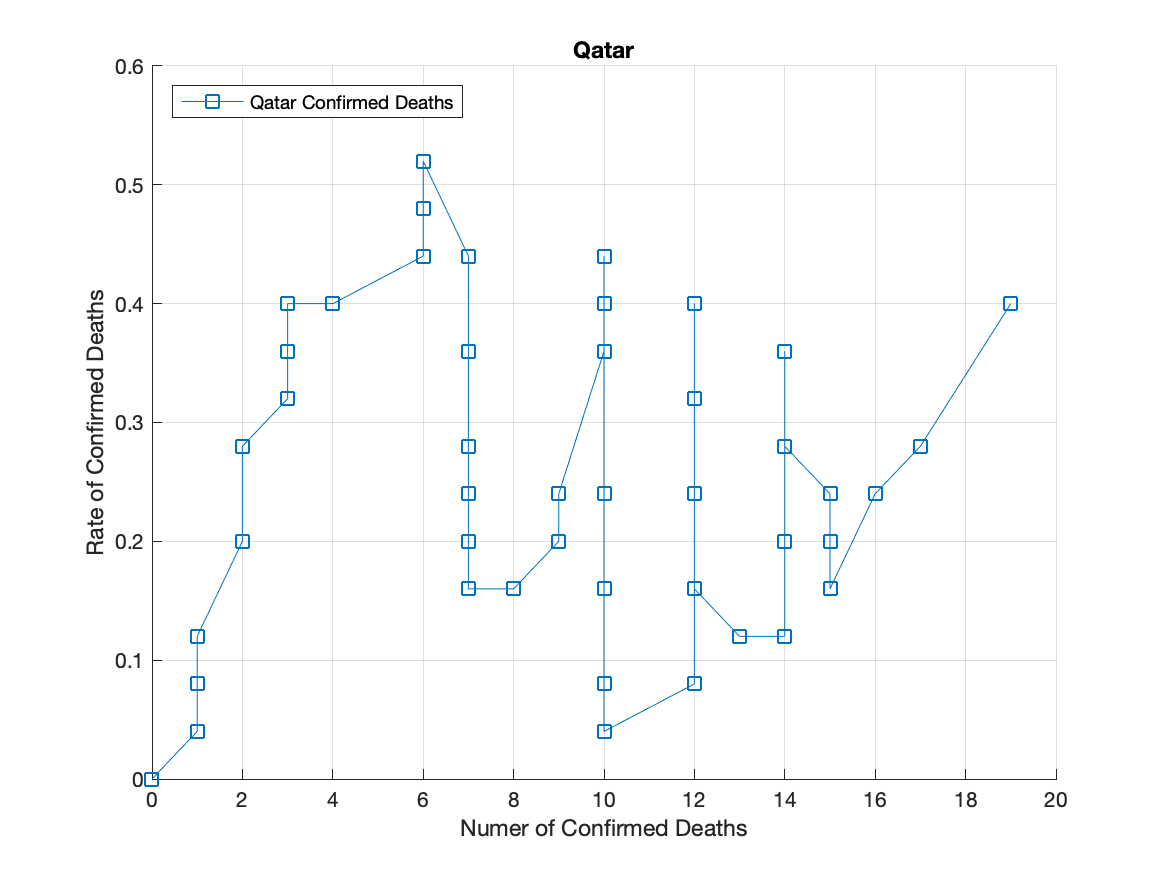 Qatar
Qatar Confirmed Deaths
0.6
0.5
0.4
0.3
0.2
0.1
0
Rate of Confirmed Deaths
0 2 4 6 8 10 12 14 16 18 20
Numer of Confirmed Deaths